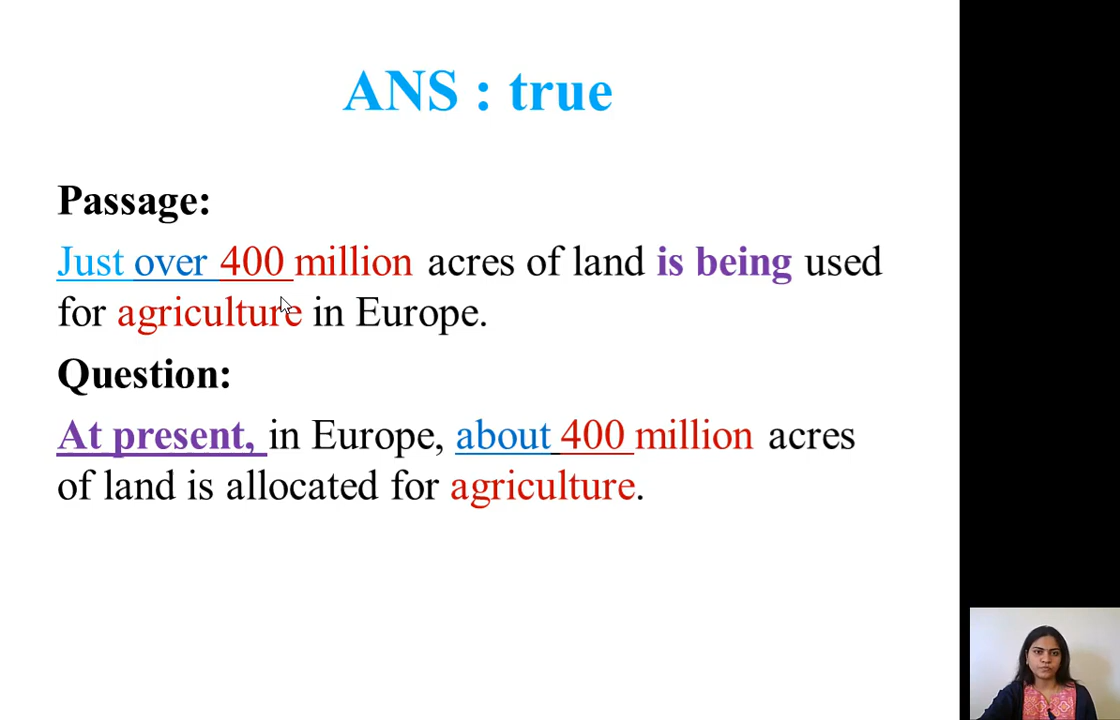 ANS : true
Passage:
Just over 400 million acres of land is being used
for agriculture in Europe.
Question:
At present, in Europe, about 400 million acres
of land is allocated for agriculture.